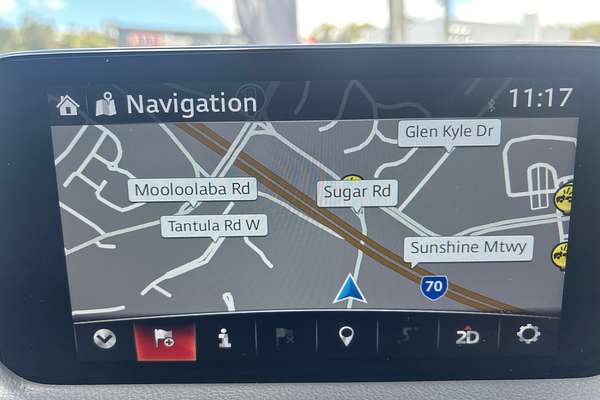 Navigation
11:17
Glen Kyle Dr
Mooloolaba Rd
Sugar Rd
Tantula Rd W
Sunshine Mtwy
70
2D